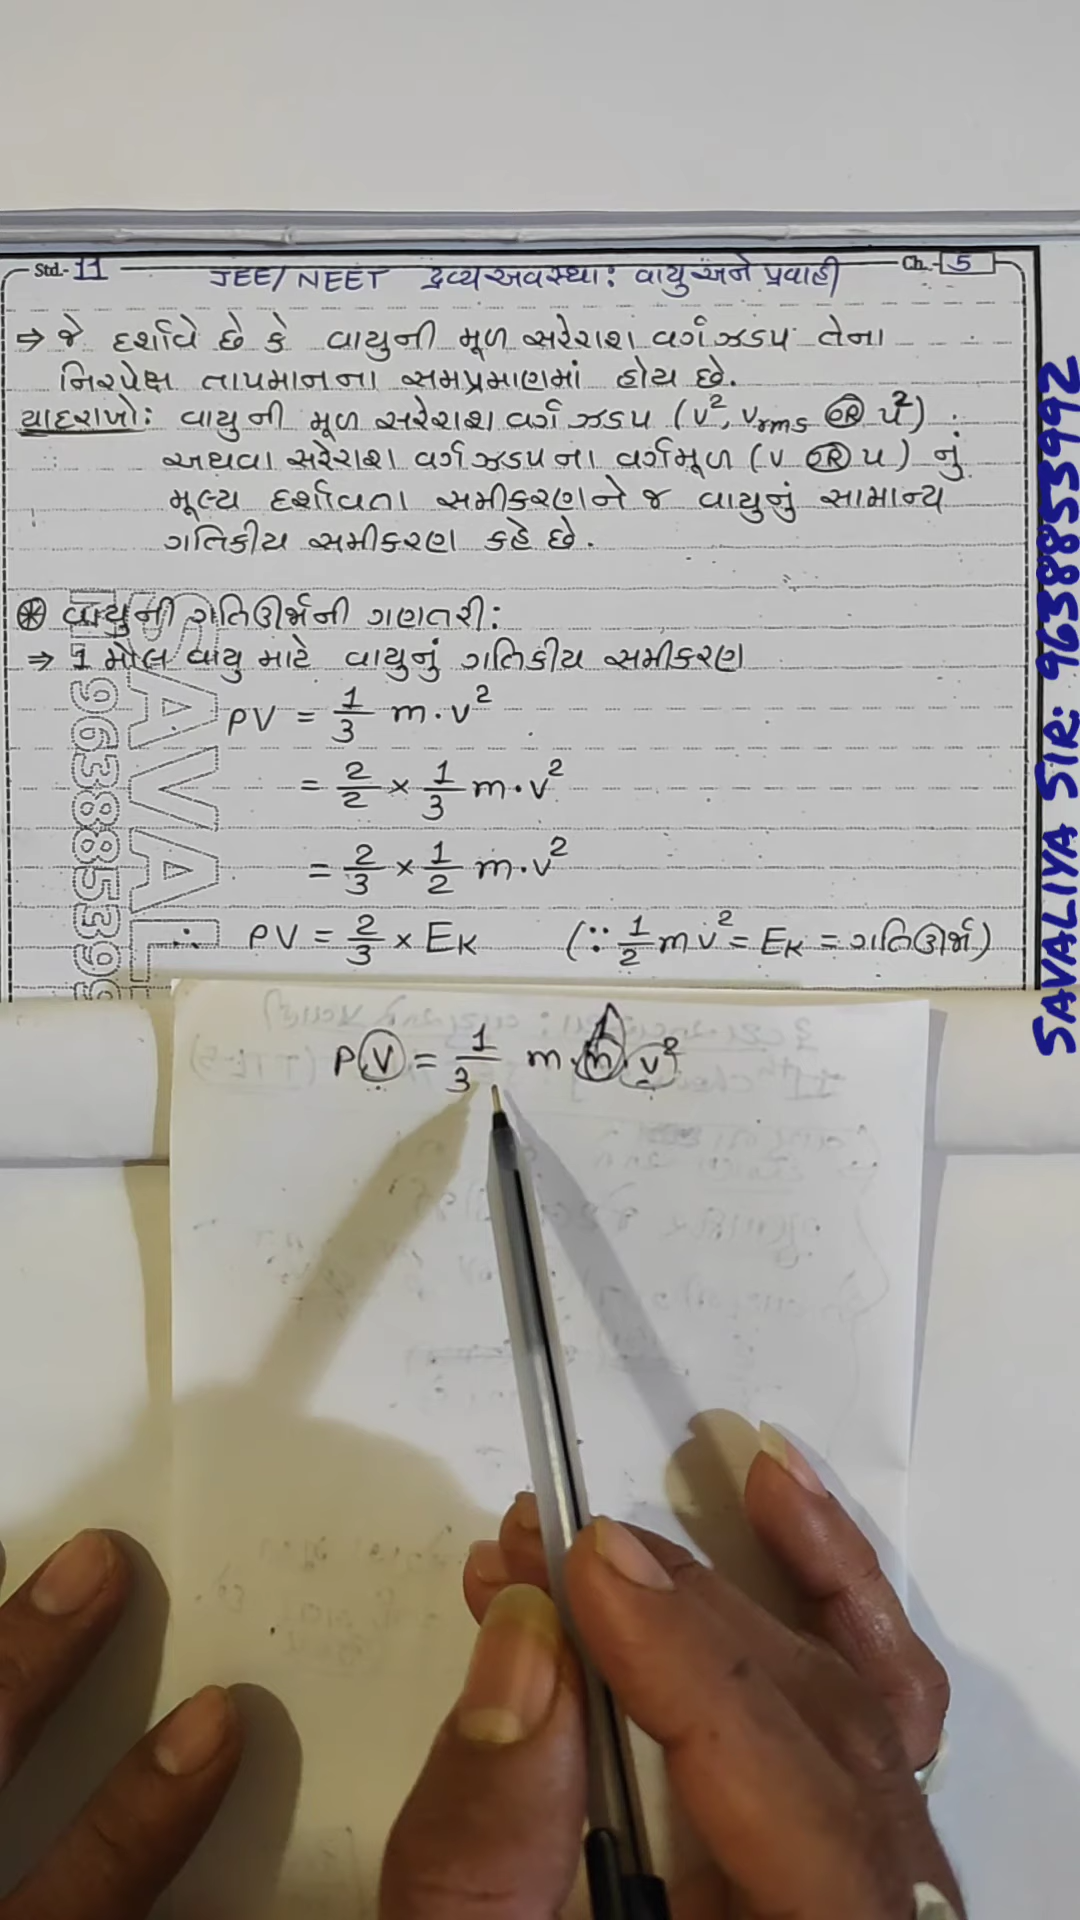 Std.- 11 JEE/NEET દ્રવ્યઅવસ્થા: વાયુ અને પ્રવાહી Ch.- 5
⇒ જે દર્શાવે છે કે વાયુની મૂળ સરેરાશ વર્ગ ઝડપ તેના
નિરપેક્ષ તાપમાનના સમપ્રમાણમાં હોય છે.
યાદરાખો: વાયુની મૂળ સરેરાશ વર્ગ ઝડપ (v², vrms OR u²)
અથવા સરેરાશ વર્ગ ઝડપના વર્ગમૂળ (v OR u) નું
મૂલ્ય દર્શાવતા સમીકરણને જ વાયુનું સામાન્ય
ગતિકીય સમીકરણ કહે છે.
* વાયુની ગતિઊર્જાની ગણતરી:
⇒ 1 મોલ વાયુ માટે વાયુનું ગતિકીય સમીકરણ
PV = 1/3 m·v²
= 2/2 × 1/3 m·v²
= 2/3 × 1/2 m·v²
∴ PV = 2/3 × EK (∵ 1/2 mv² = EK = ગતિઊર્જા)
PV = 1/3 m·n·v²
SAVALIYA SIR: 9638853992
SAVAL
96388539